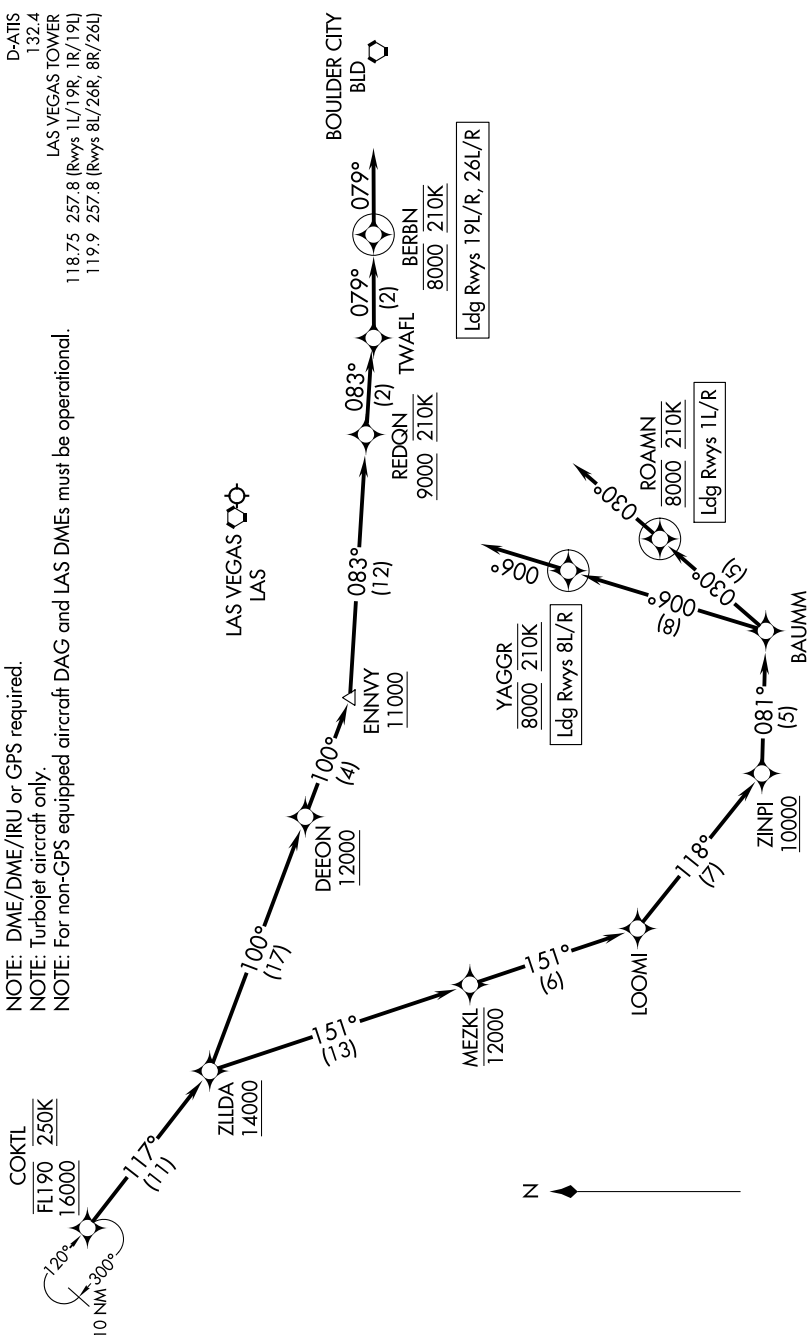 D-ATIS
132.4
LAS VEGAS TOWER
118.75 257.8 (Rwys 1L/19R, 1R/19L)
119.9 257.8 (Rwys 8L/26R, 8R/26L)
NOTE: DME/DME/IRU or GPS required.
NOTE: Turbojet aircraft only.
NOTE: For non-GPS equipped aircraft DAG and LAS DMEs must be operational.
COKTL
FL190 250K
16000
120°
300°
10 NM
117°
(11)
ZLLDA
14000
100°
(17)
DEEON
12000
100°
(4)
ENNVY
11000
083°
(12)
LAS VEGAS
LAS
REDQN
9000 210K
083°
(2)
TWAFL
079°
(2)
BERBN
8000 210K
Ldg Rwys 19L/R, 26L/R
079°
BOULDER CITY
BLD
151°
(13)
MEZKL
12000
151°
(6)
LOOMI
118°
(7)
ZINPI
10000
081°
(5)
BAUMM
006°
(8)
YAGGR
8000 210K
Ldg Rwys 8L/R
006°
030°
(5)
ROAMN
8000 210K
Ldg Rwys 1L/R
030°
N